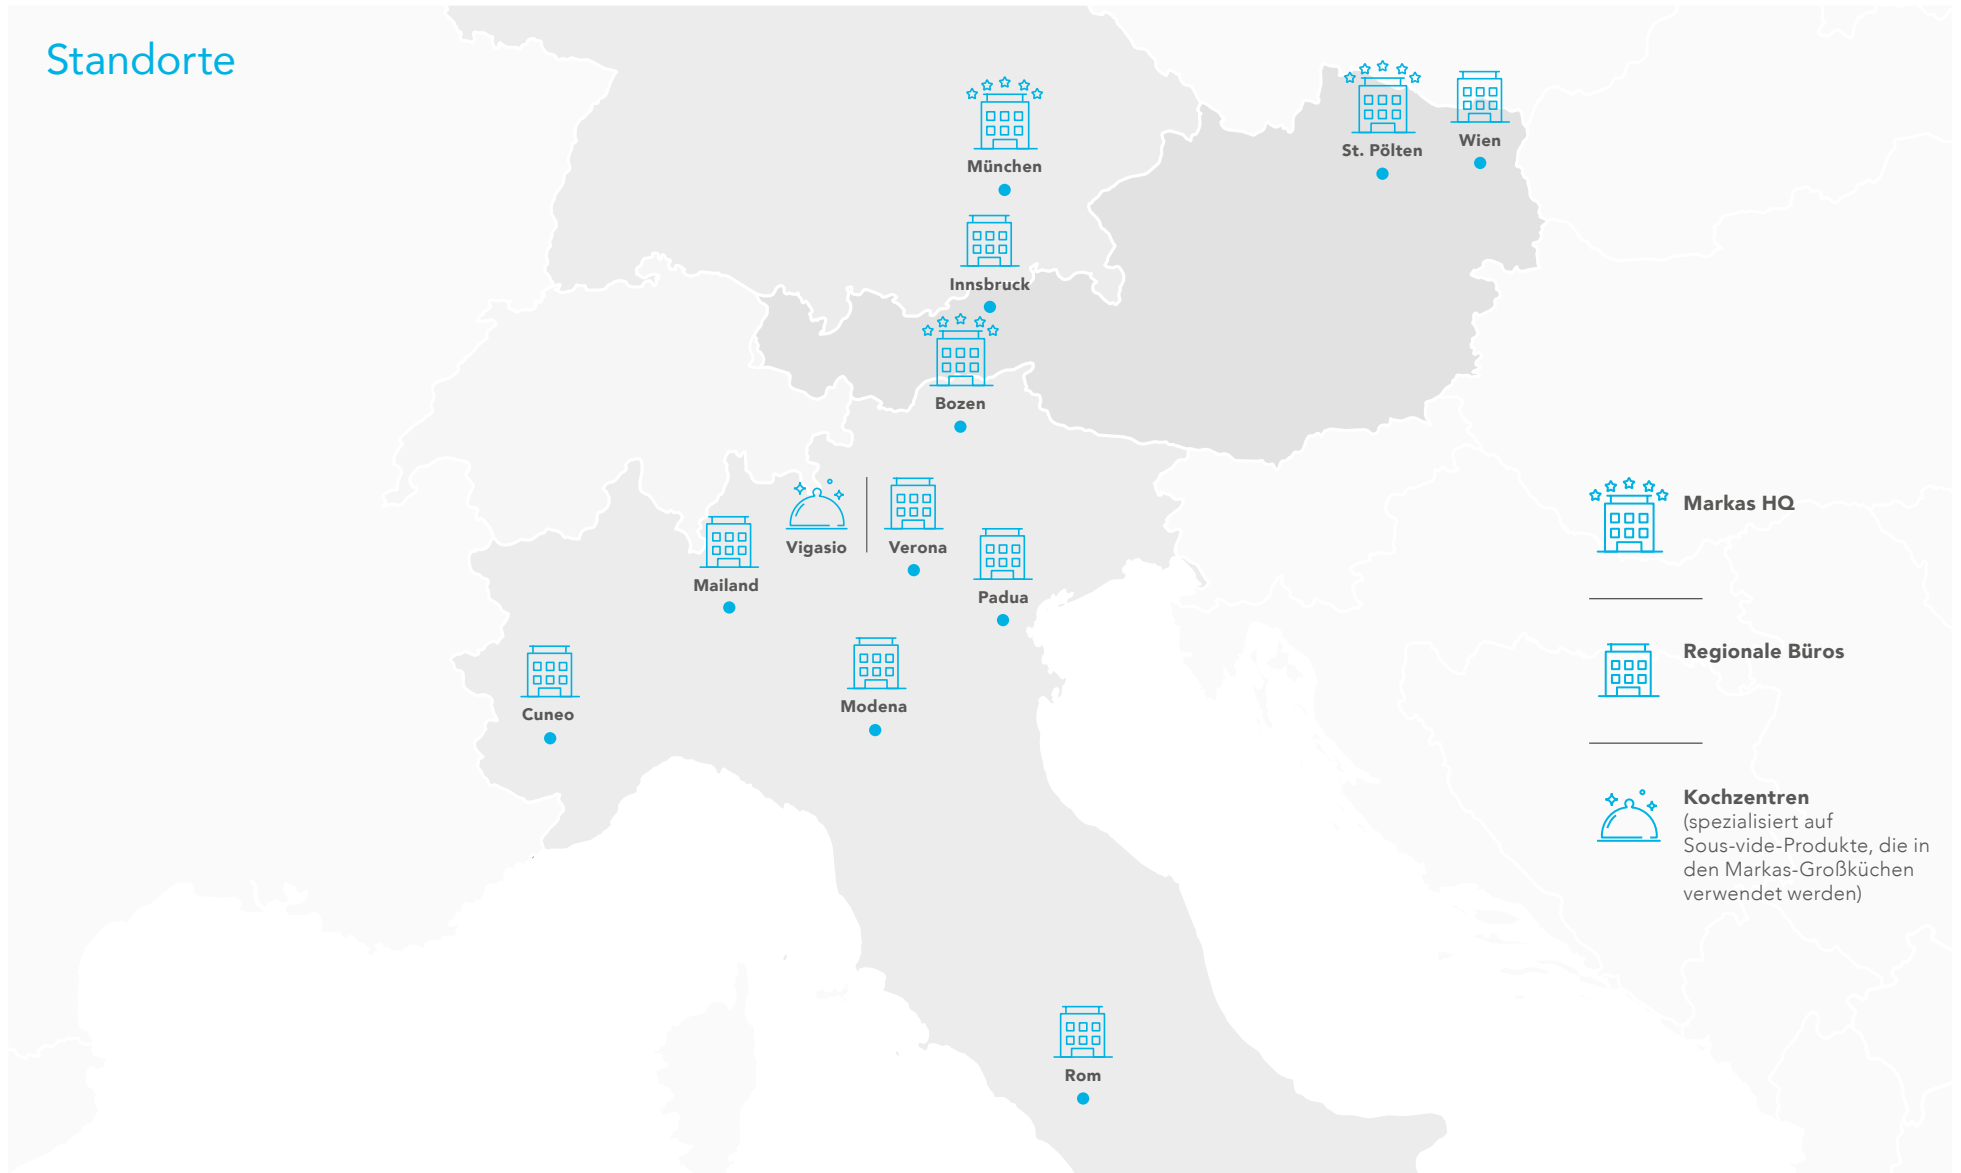 Standorte
München
St. Pölten
Wien
Innsbruck
Bozen
Vigasio
Verona
Mailand
Padua
Cuneo
Modena
Rom
Markas HQ
Regionale Büros
Kochzentren
(spezialisiert auf
Sous-vide-Produkte, die in
den Markas-Großküchen
verwendet werden)